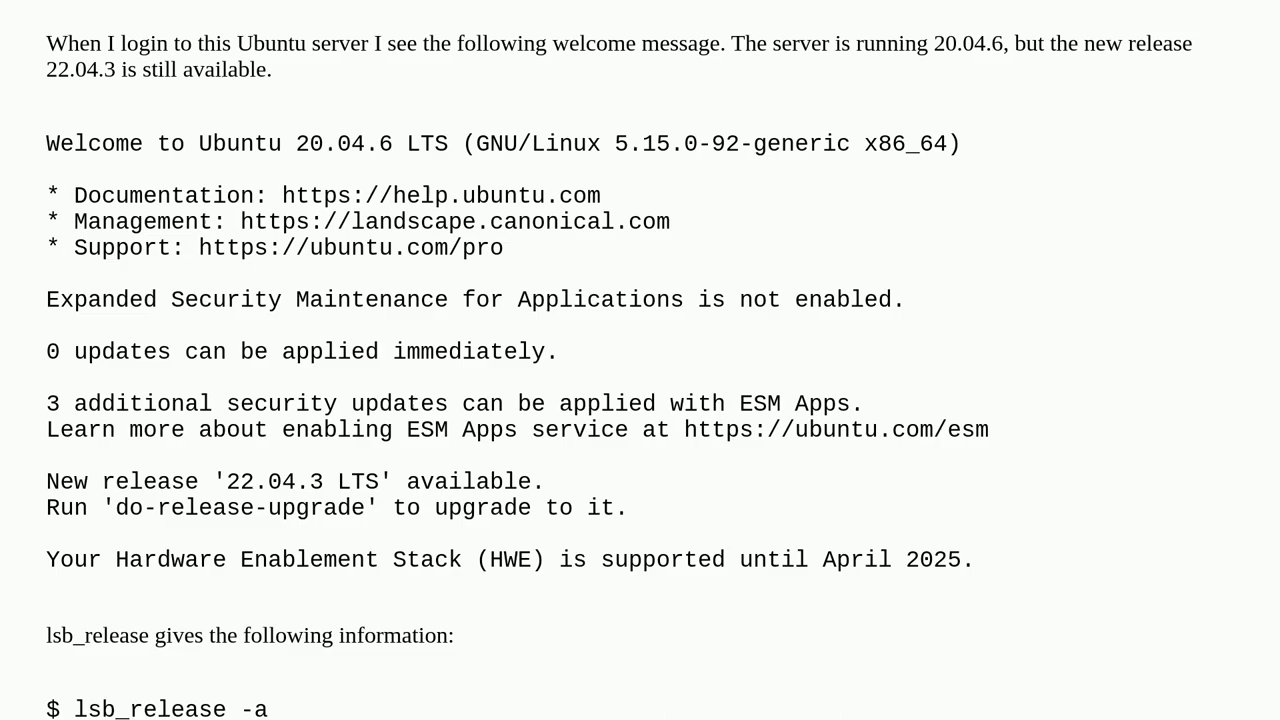 When I login to this Ubuntu server I see the following welcome message. The server is running 20.04.6, but the new release
22.04.3 is still available.
Welcome to Ubuntu 20.04.6 LTS (GNU/Linux 5.15.0-92-generic x86_64)
* Documentation: https://help.ubuntu.com
* Management: https://landscape.canonical.com
* Support: https://ubuntu.com/pro
Expanded Security Maintenance for Applications is not enabled.
0 updates can be applied immediately.
3 additional security updates can be applied with ESM Apps.
Learn more about enabling ESM Apps service at https://ubuntu.com/esm
New release '22.04.3 LTS' available.
Run 'do-release-upgrade' to upgrade to it.
Your Hardware Enablement Stack (HWE) is supported until April 2025.
lsb_release gives the following information:
$ lsb_release -a